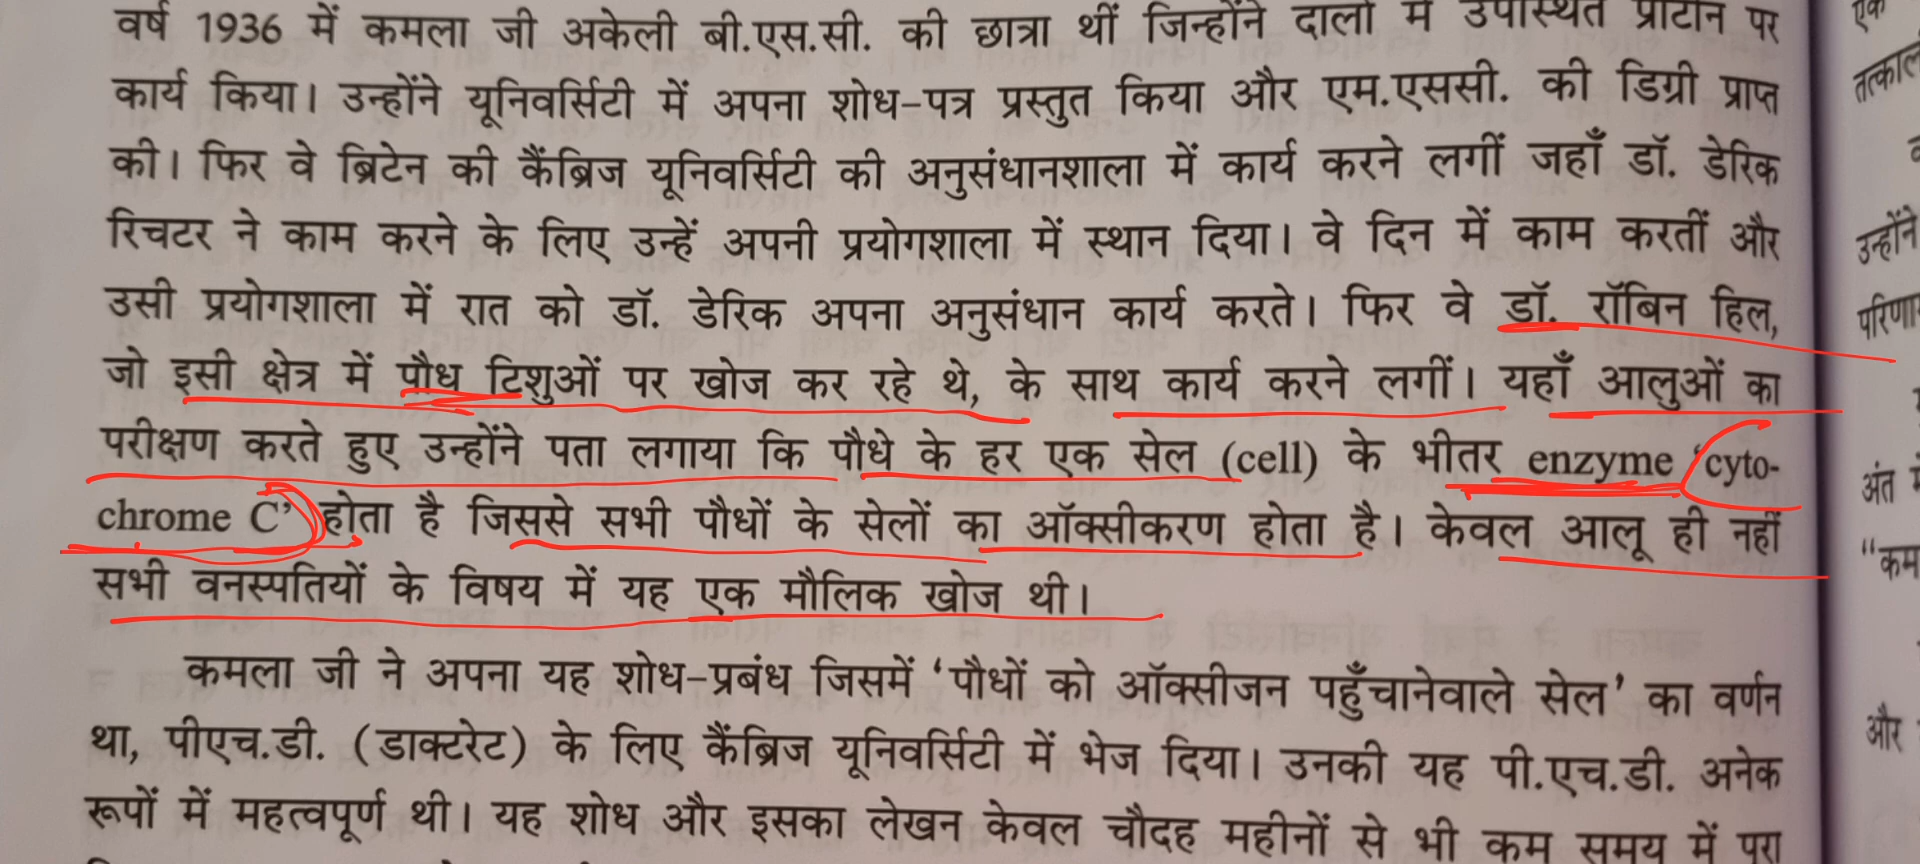 वर्ष 1936 में कमला जी अकेली बी.एस.सी. की छात्रा थीं जिन्होंने दालों में उपस्थित प्रोटीन पर
कार्य किया। उन्होंने यूनिवर्सिटी में अपना शोध-पत्र प्रस्तुत किया और एम.एससी. की डिग्री प्राप्त
की। फिर वे ब्रिटेन की कैंब्रिज यूनिवर्सिटी की अनुसंधानशाला में कार्य करने लगीं जहाँ डॉ. डेरिक
रिचटर ने काम करने के लिए उन्हें अपनी प्रयोगशाला में स्थान दिया। वे दिन में काम करतीं और
उसी प्रयोगशाला में रात को डॉ. डेरिक अपना अनुसंधान कार्य करते। फिर वे डॉ. रॉबिन हिल,
जो इसी क्षेत्र में पौध टिशुओं पर खोज कर रहे थे, के साथ कार्य करने लगीं। यहाँ आलुओं का
परीक्षण करते हुए उन्होंने पता लगाया कि पौधे के हर एक सेल (cell) के भीतर enzyme ‘cyto-
chrome C’ होता है जिससे सभी पौधों के सेलों का ऑक्सीकरण होता है। केवल आलू ही नहीं
सभी वनस्पतियों के विषय में यह एक मौलिक खोज थी।
कमला जी ने अपना यह शोध-प्रबंध जिसमें ‘पौधों को ऑक्सीजन पहुँचानेवाले सेल’ का वर्णन
था, पीएच.डी. (डाक्टरेट) के लिए कैंब्रिज यूनिवर्सिटी में भेज दिया। उनकी यह पी.एच.डी. अनेक
रूपों में महत्वपूर्ण थी। यह शोध और इसका लेखन केवल चौदह महीनों से भी कम समय में
एक
उन्होंने
अंत
और